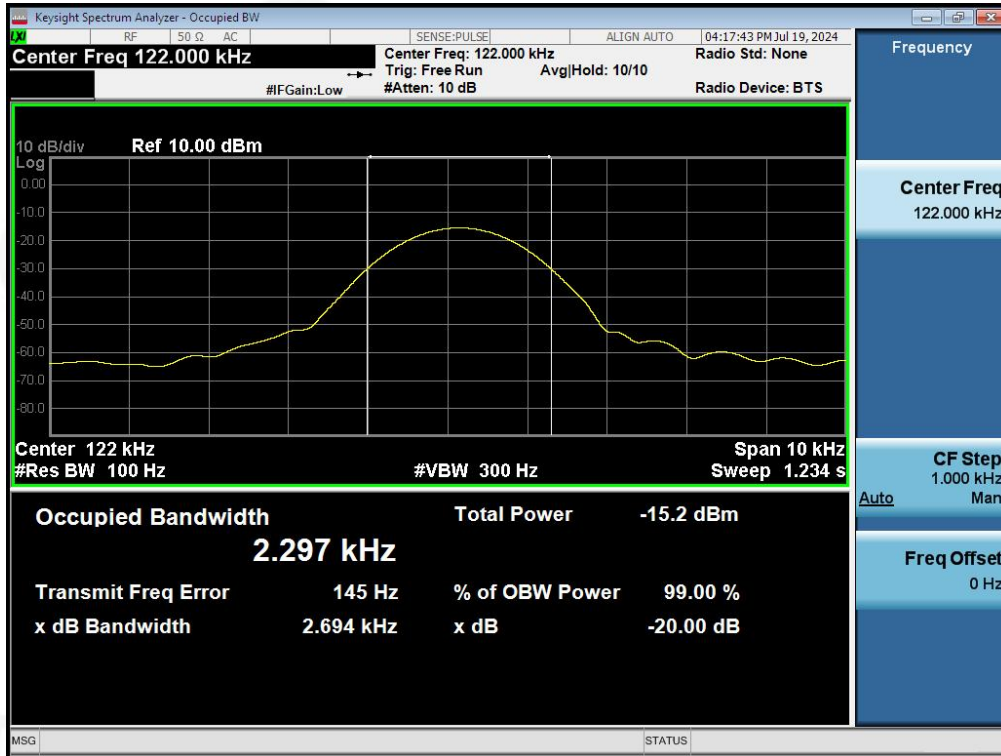 Keysight Spectrum Analyzer - Occupied BW
LXI RF 50 Ω AC SENSE:PULSE ALIGN AUTO 04:17:43 PM Jul 19, 2024
Center Freq 122.000 kHz
Center Freq: 122.000 kHz
Radio Std: None
Trig: Free Run Avg|Hold: 10/10
#IFGain:Low
#Atten: 10 dB
Radio Device: BTS
10 dB/div Ref 10.00 dBm
Log
0.00
-10.0
-20.0
-30.0
-40.0
-50.0
-60.0
-70.0
-80.0
Center 122 kHz
Span 10 kHz
#Res BW 100 Hz
#VBW 300 Hz
Sweep 1.234 s
Occupied Bandwidth
2.297 kHz
Total Power -15.2 dBm
Transmit Freq Error 145 Hz
% of OBW Power 99.00 %
x dB Bandwidth 2.694 kHz
x dB -20.00 dB
Frequency
Center Freq
122.000 kHz
CF Step
1.000 kHz
Auto Man
Freq Offset
0 Hz
MSG
STATUS